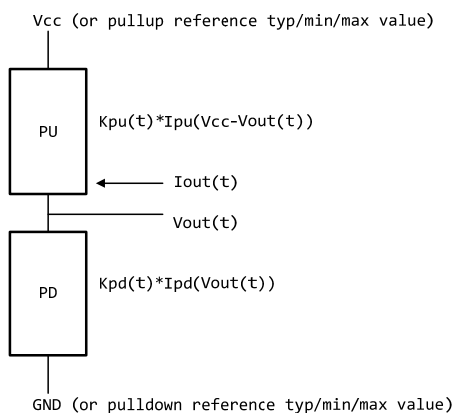 Vcc (or pullup reference typ/min/max value)
PU
Kpu(t)*Ipu(Vcc-Vout(t))
Iout(t)
Vout(t)
PD
Kpd(t)*Ipd(Vout(t))
GND (or pulldown reference typ/min/max value)